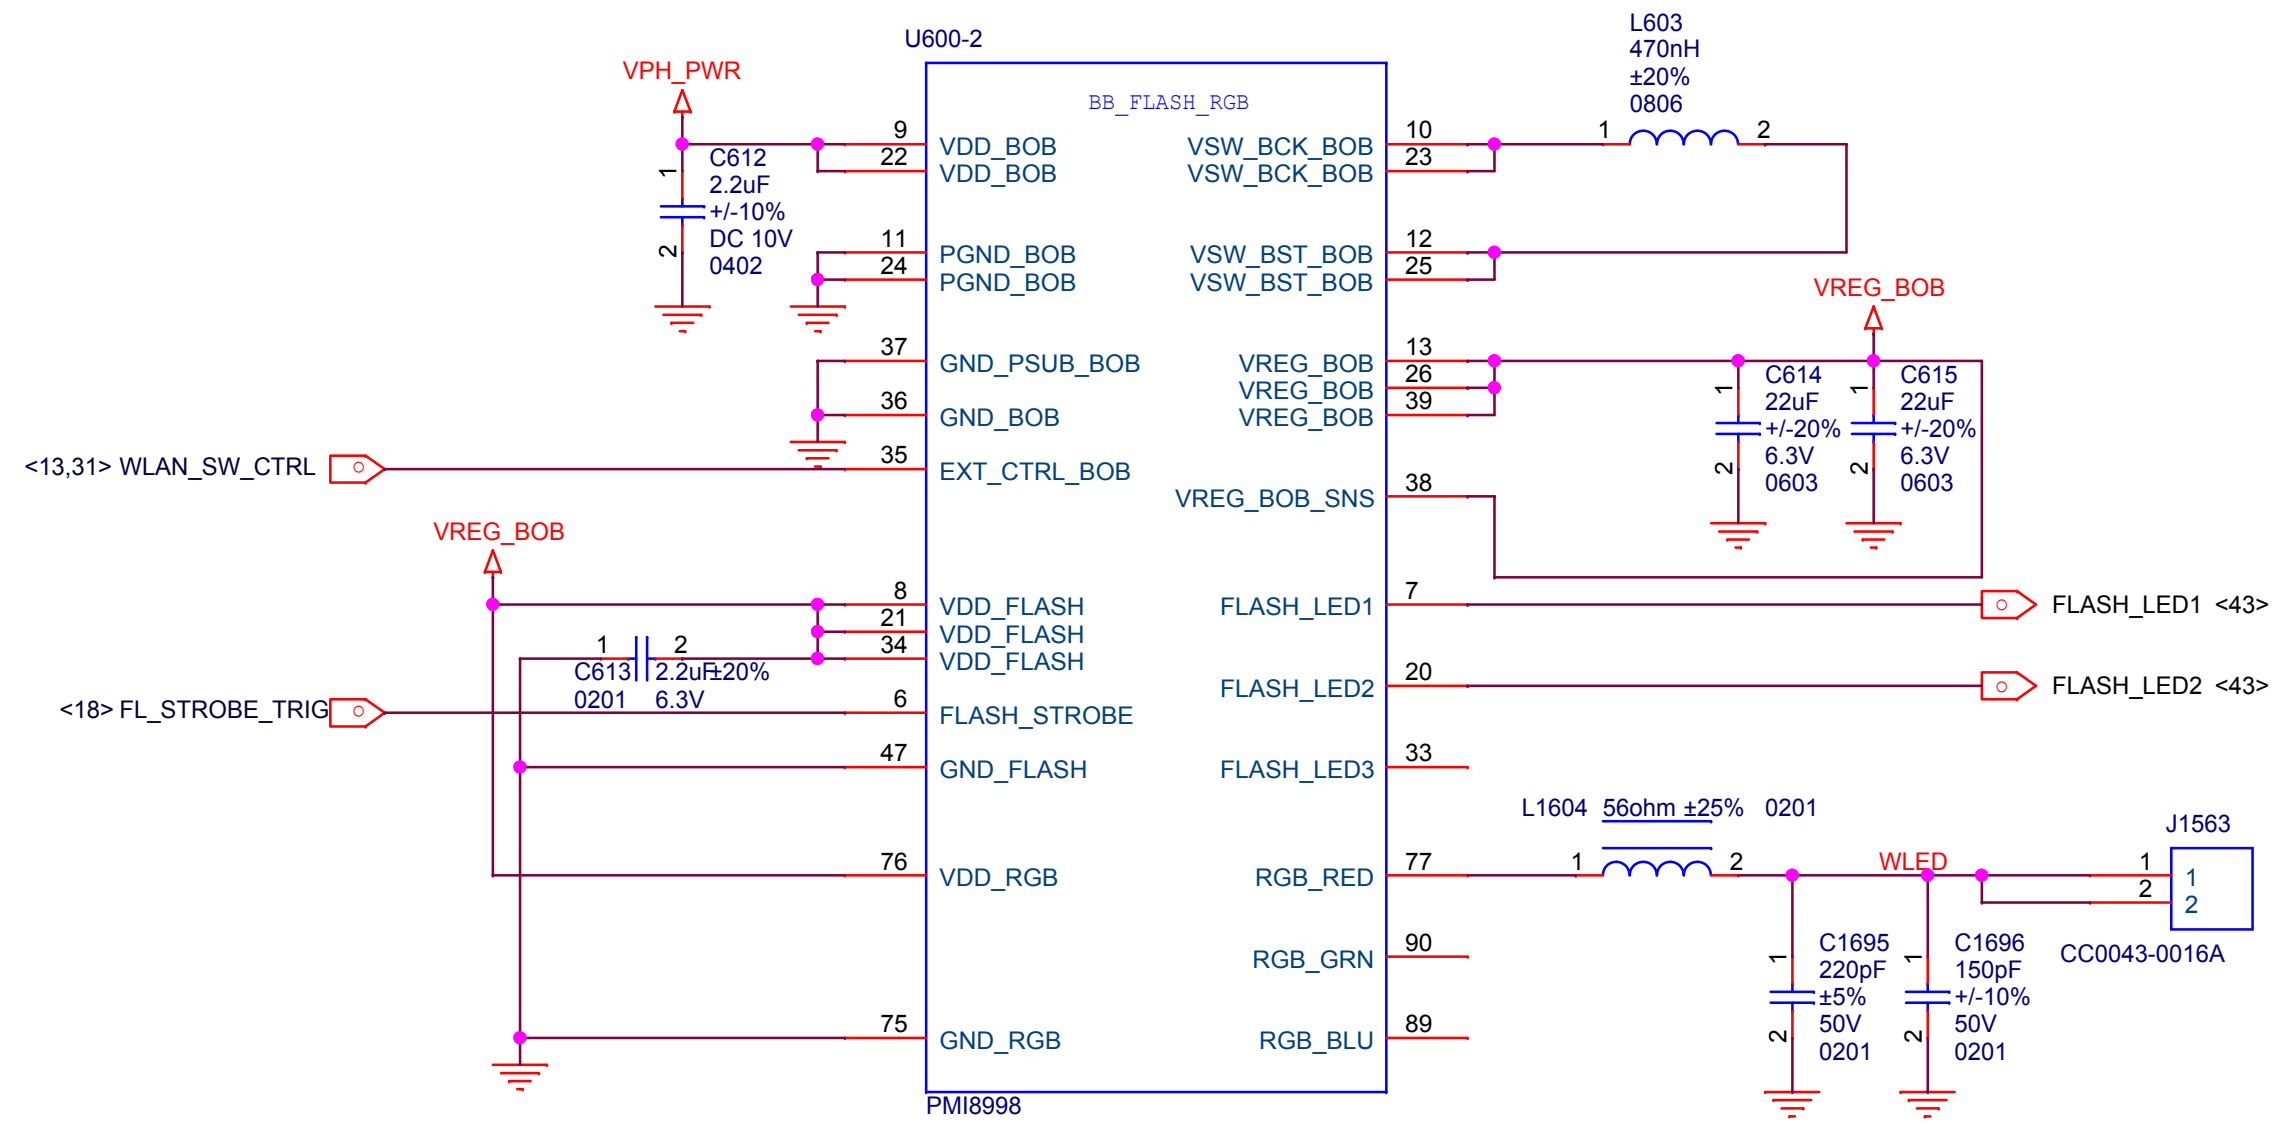 U600-2
BB_FLASH_RGB
VPH_PWR
C612
2.2uF
+/-10%
DC 10V
0402
1
2
9 VDD_BOB
22 VDD_BOB
11 PGND_BOB
24 PGND_BOB
37 GND_PSUB_BOB
36 GND_BOB
<13,31> WLAN_SW_CTRL
35 EXT_CTRL_BOB
VREG_BOB
8 VDD_FLASH
21 VDD_FLASH
34 VDD_FLASH
1 2
C613 2.2uF±20%
0201 6.3V
<18> FL_STROBE_TRIG
6 FLASH_STROBE
47 GND_FLASH
76 VDD_RGB
75 GND_RGB
PMI8998
L603
470nH
±20%
0806
1 2
VSW_BCK_BOB 10
VSW_BCK_BOB 23
VSW_BST_BOB 12
VSW_BST_BOB 25
VREG_BOB
VREG_BOB 13
VREG_BOB 26
VREG_BOB 39
C614
22uF
+/-20%
6.3V
0603
1
2
C615
22uF
+/-20%
6.3V
0603
1
2
VREG_BOB_SNS 38
FLASH_LED1 7
FLASH_LED1 <43>
FLASH_LED2 20
FLASH_LED2 <43>
FLASH_LED3 33
L1604 56ohm ±25% 0201
RGB_RED 77
1 2
WLED
J1563
1 1
2 2
CC0043-0016A
RGB_GRN 90
C1695
220pF
±5%
50V
0201
1
2
C1696
150pF
+/-10%
50V
0201
1
2
RGB_BLU 89